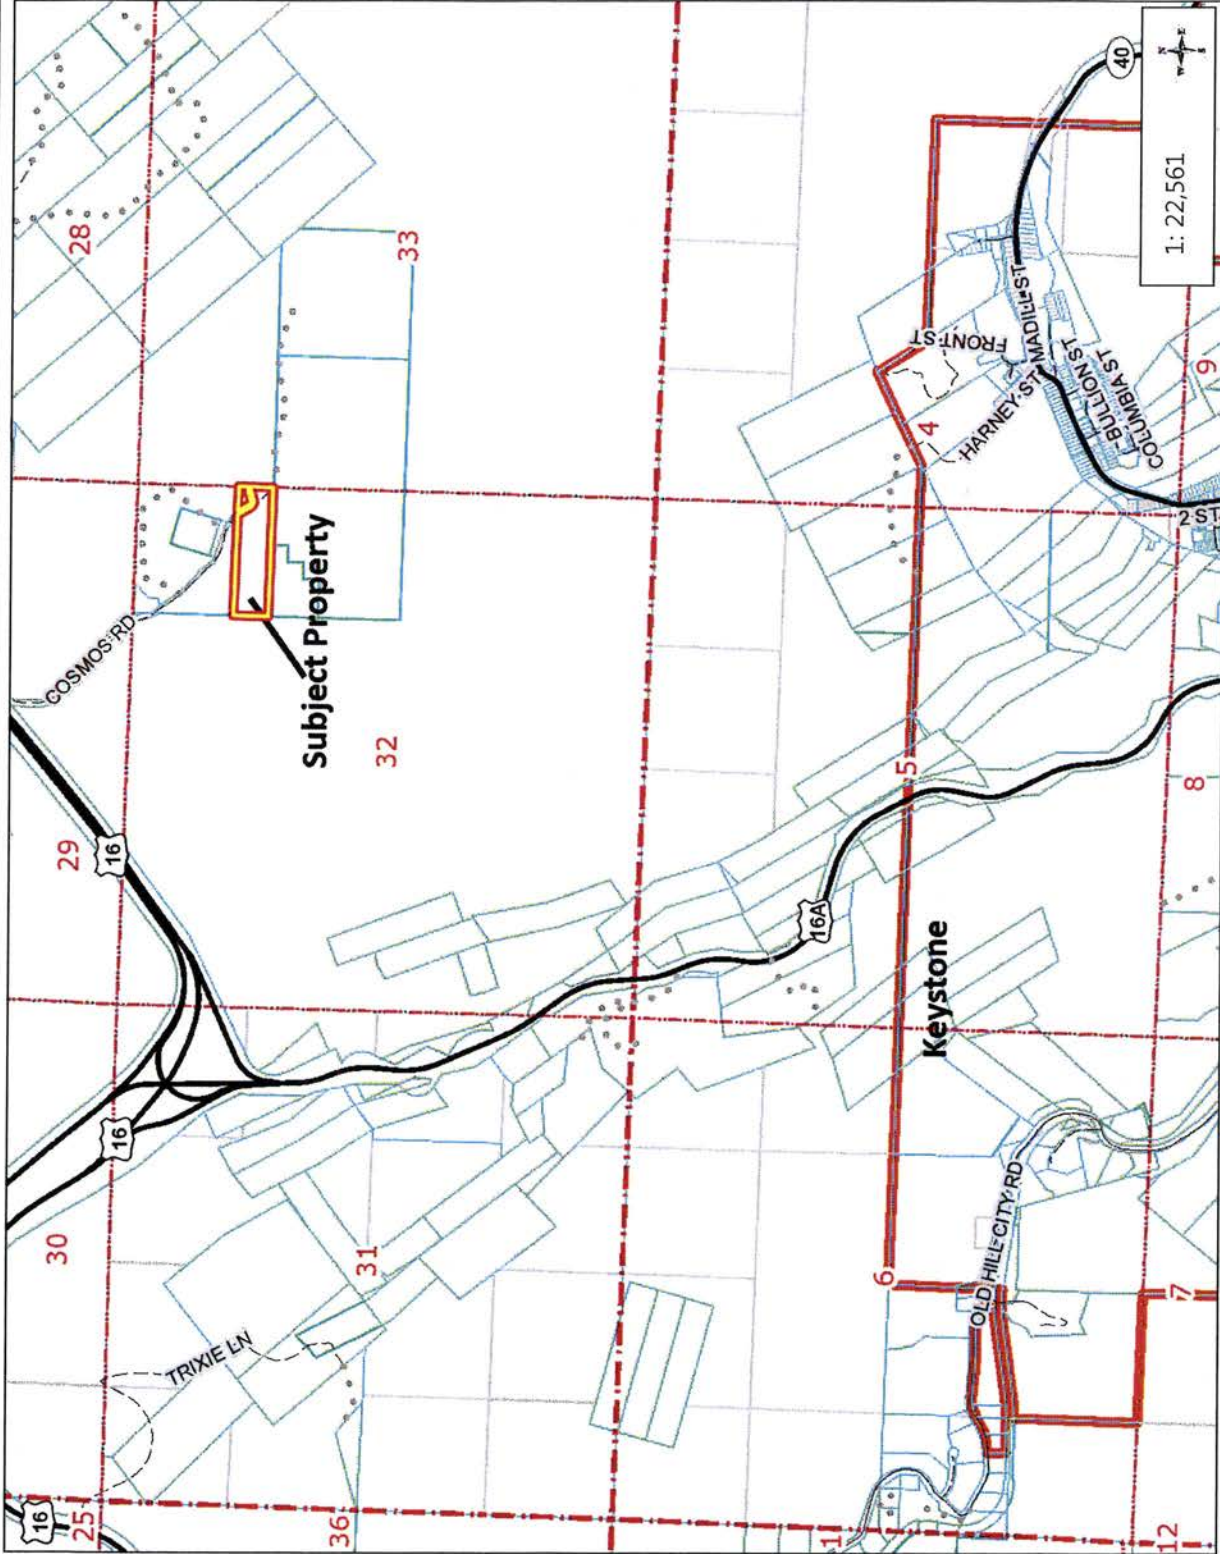 28
COSMOS RD
33
Subject Property
32
29
16
16
30
31
TRIXIE LN
16
25
36
FRONT ST
MADILL ST
HARNEY ST
BULLION ST
COLUMBIA ST
40
4
9
2 ST
5
8
16A
Keystone
6
OLD HILL CITY RD
7
1
12
1: 22,561
N
W E
S